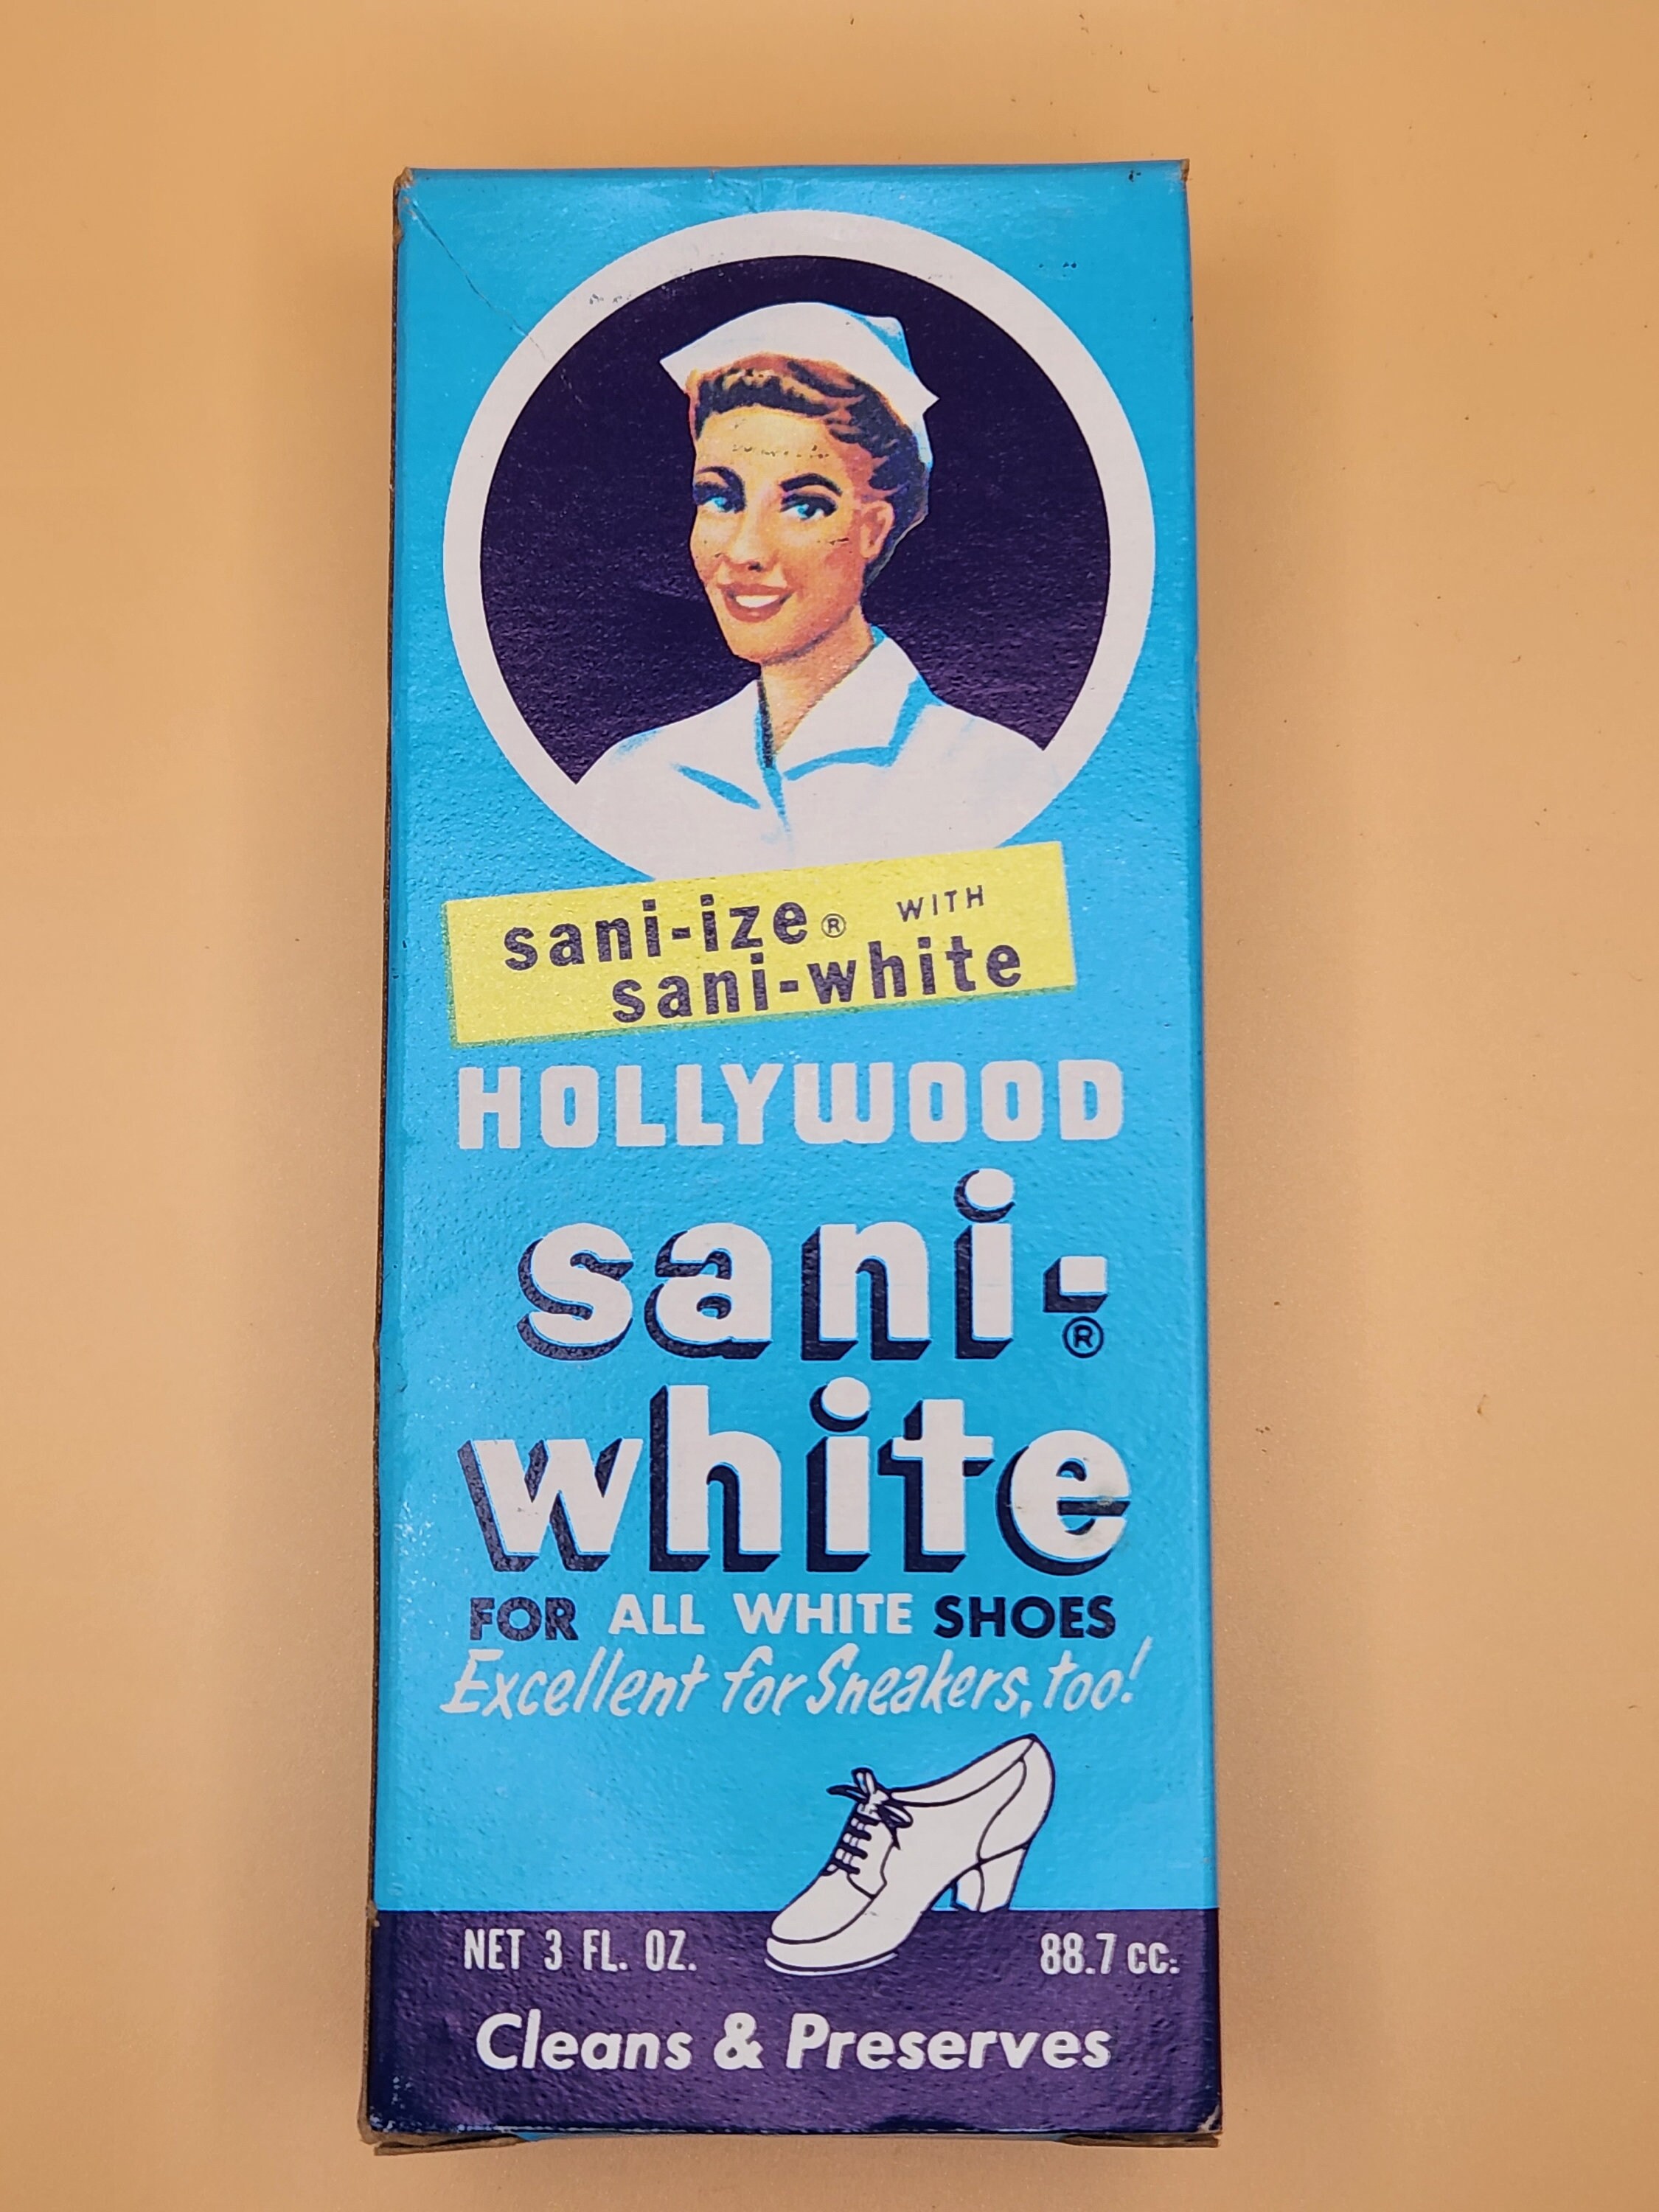 sani-ize® WITH
sani-white
HOLLYWOOD
sani-®
white
FOR ALL WHITE SHOES
Excellent for Sneakers, too!
NET 3 FL. OZ. 88.7 cc.
Cleans & Preserves